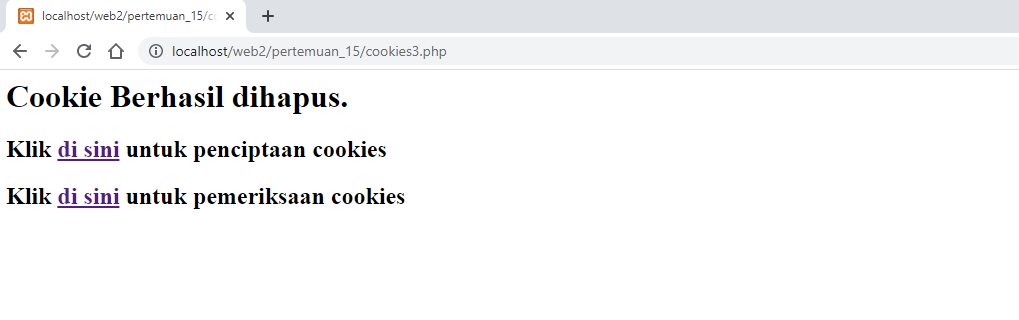 localhost/web2/pertemuan_15/c
localhost/web2/pertemuan_15/cookies3.php
Cookie Berhasil dihapus.
Klik di sini untuk penciptaan cookies
Klik di sini untuk pemeriksaan cookies